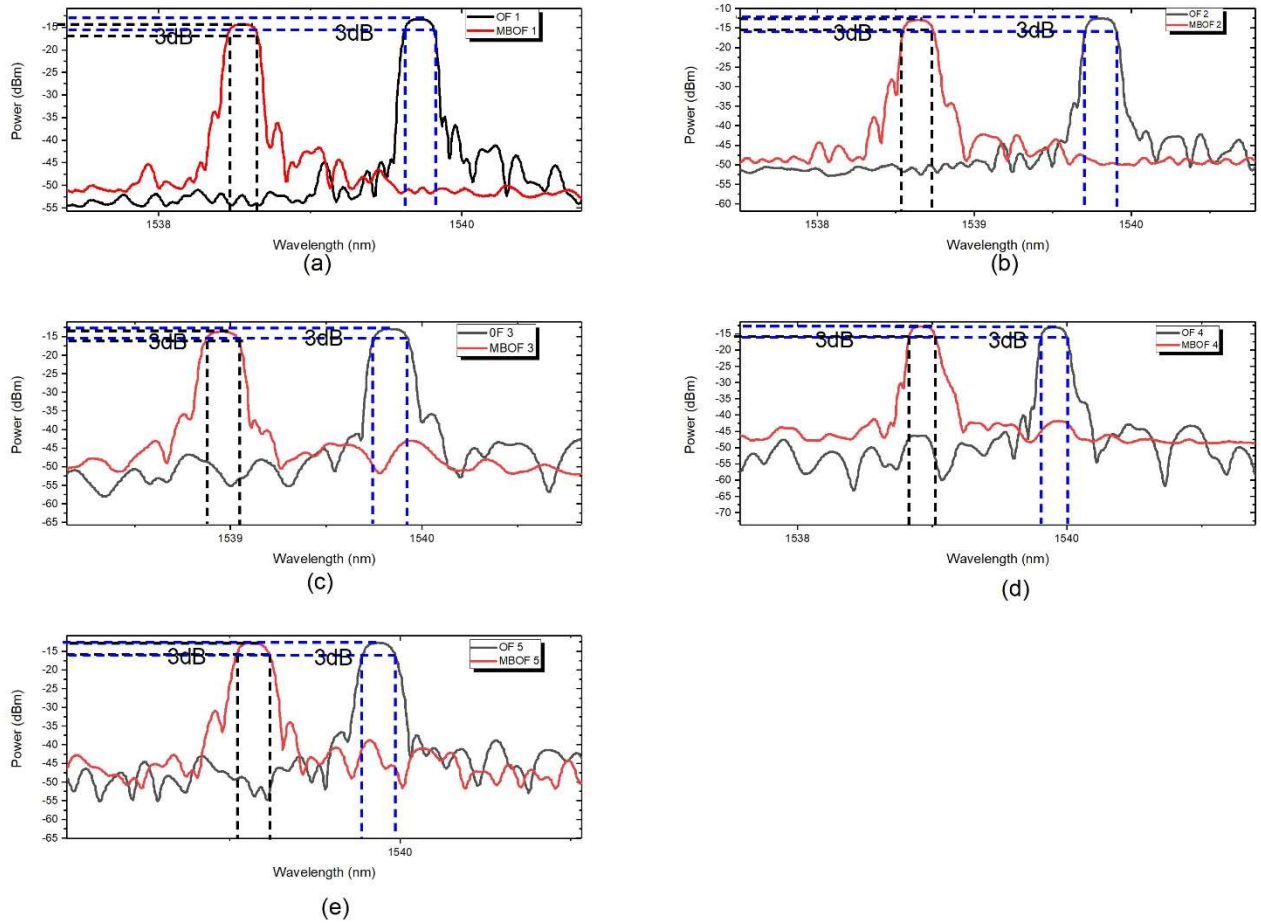 -15
-20
-25
-30
-35
-40
-45
-50
-55
Power (dBm)
3dB
3dB
OF 1
MBOF 1
1538
1540
Wavelength (nm)
(a)
-10
-15
-20
-25
-30
-35
-40
-45
-50
-55
-60
Power (dBm)
3dB
3dB
OF 2
MBOF 2
1538
1539
1540
Wavelength (nm)
(b)
-15
-20
-25
-30
-35
-40
-45
-50
-55
-60
-65
Power (dBm)
3dB
3dB
0F 3
MBOF 3
1539
1540
Wavelength (nm)
(c)
-15
-20
-25
-30
-35
-40
-45
-50
-55
-60
-65
-70
Power (dBm)
3dB
3dB
OF 4
MBOF 4
1538
1540
Wavelength (nm)
(d)
-15
-20
-25
-30
-35
-40
-45
-50
-55
-60
-65
Power (dBm)
3dB
3dB
OF 5
MBOF 5
1540
Wavelength (nm)
(e)